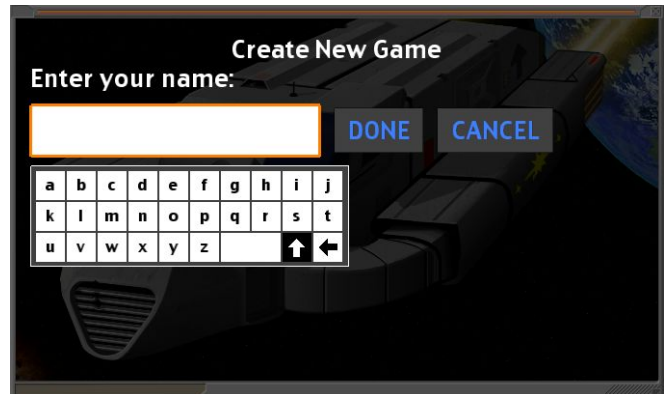 Create New Game
Enter your name:
DONE CANCEL
a b c d e f g h i j
k l m n o p q r s t
u v w x y z